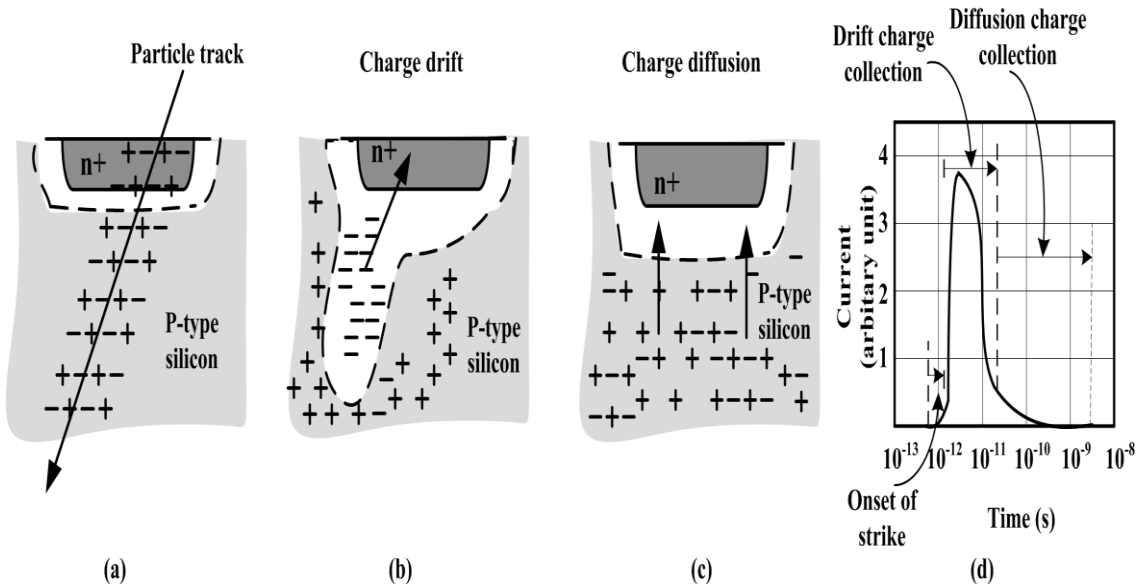 Particle track
n+
P-type
silicon
(a)
Charge drift
n+
P-type
silicon
(b)
Charge diffusion
n+
P-type
silicon
(c)
Drift charge
collection
Diffusion charge
collection
Current
(arbitary unit)
4
3
2
1
10⁻¹³ 10⁻¹² 10⁻¹¹ 10⁻¹⁰ 10⁻⁹ 10⁻⁸
Onset of
strike
Time (s)
(d)